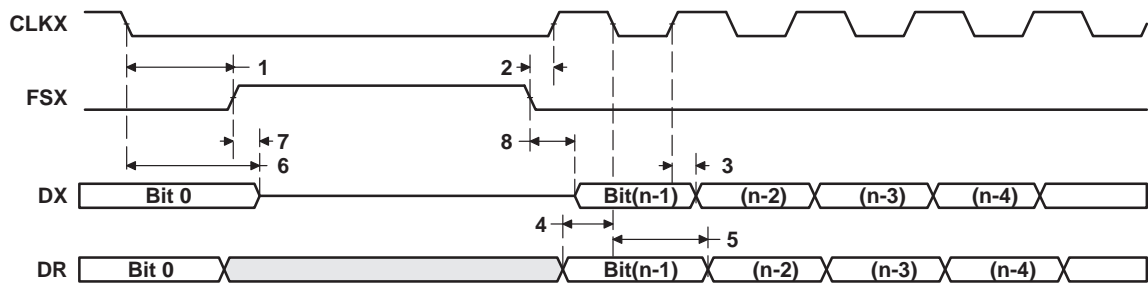 CLKX
1 2
FSX
7 8
6 3
DX Bit 0 Bit(n-1) (n-2) (n-3) (n-4)
4 5
DR Bit 0 Bit(n-1) (n-2) (n-3) (n-4)